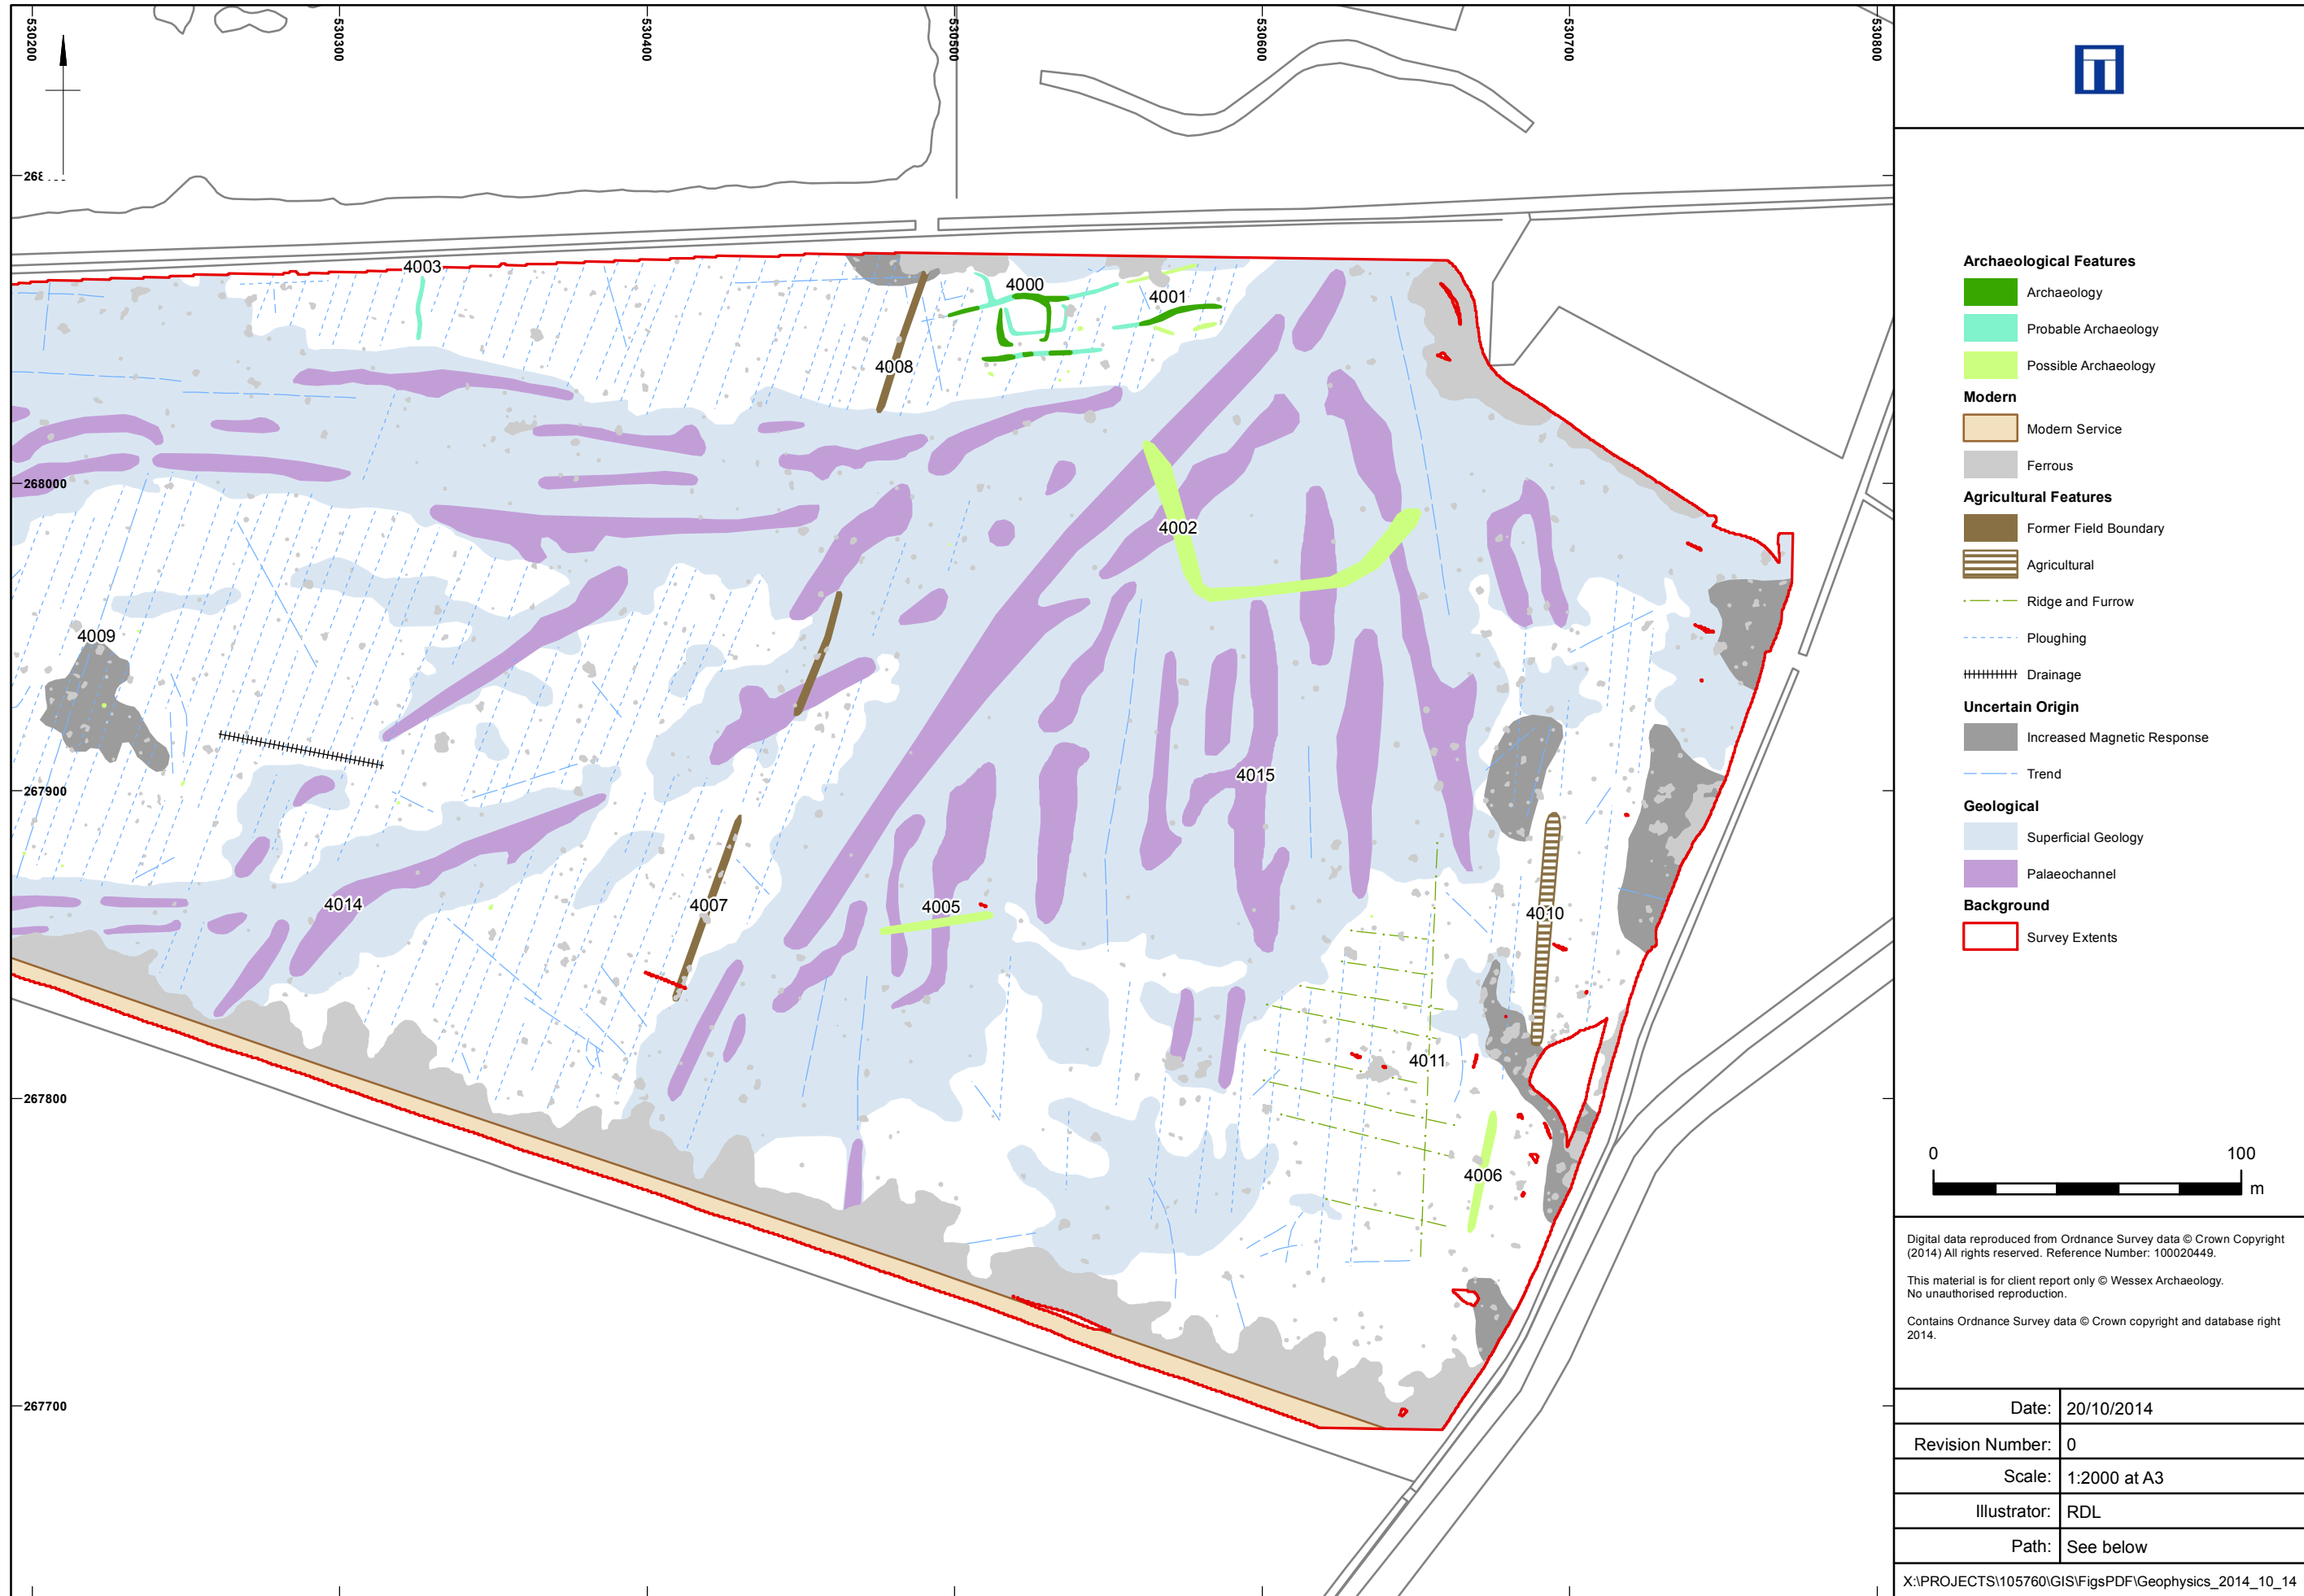 530200
530300
530400
530500
530600
530700
530800
268000
267900
267800
267700
4003
4000
4001
4008
4002
4009
4015
4014
4007
4005
4010
4011
4006
Archaeological Features
Archaeology
Probable Archaeology
Possible Archaeology
Modern
Modern Service
Ferrous
Agricultural Features
Former Field Boundary
Agricultural
Ridge and Furrow
Ploughing
Drainage
Uncertain Origin
Increased Magnetic Response
Trend
Geological
Superficial Geology
Palaeochannel
Background
Survey Extents
0 100
m
Digital data reproduced from Ordnance Survey data © Crown Copyright
(2014) All rights reserved. Reference Number: 100020449.
This material is for client report only © Wessex Archaeology.
No unauthorised reproduction.
Contains Ordnance Survey data © Crown copyright and database right
2014.
Date: 20/10/2014
Revision Number: 0
Scale: 1:2000 at A3
Illustrator: RDL
Path: See below
X:\PROJECTS\105760\GIS\FigsPDF\Geophysics_2014_10_14